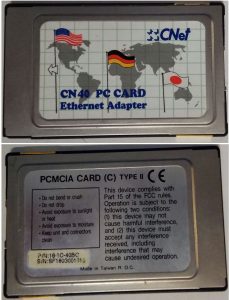 CNet
CN40 PC CARD
Ethernet Adapter
PCMCIA CARD (C) TYPE II
• Do not bend or crush
• Do not drop
• Avoid exposure to sunlight
or heat
• Avoid exposure to moisture
• Keep unit and connectors
clean
This device complies with
Part 15 of the FCC rules.
Operation is subject to the
following two conditions:
(1) this device may not
cause harmful interference,
and (2) this device must
accept any interference
received, including
interference that may
cause undesired operation.
P/N:
S/N:
Made in Taiwan R.O.C.